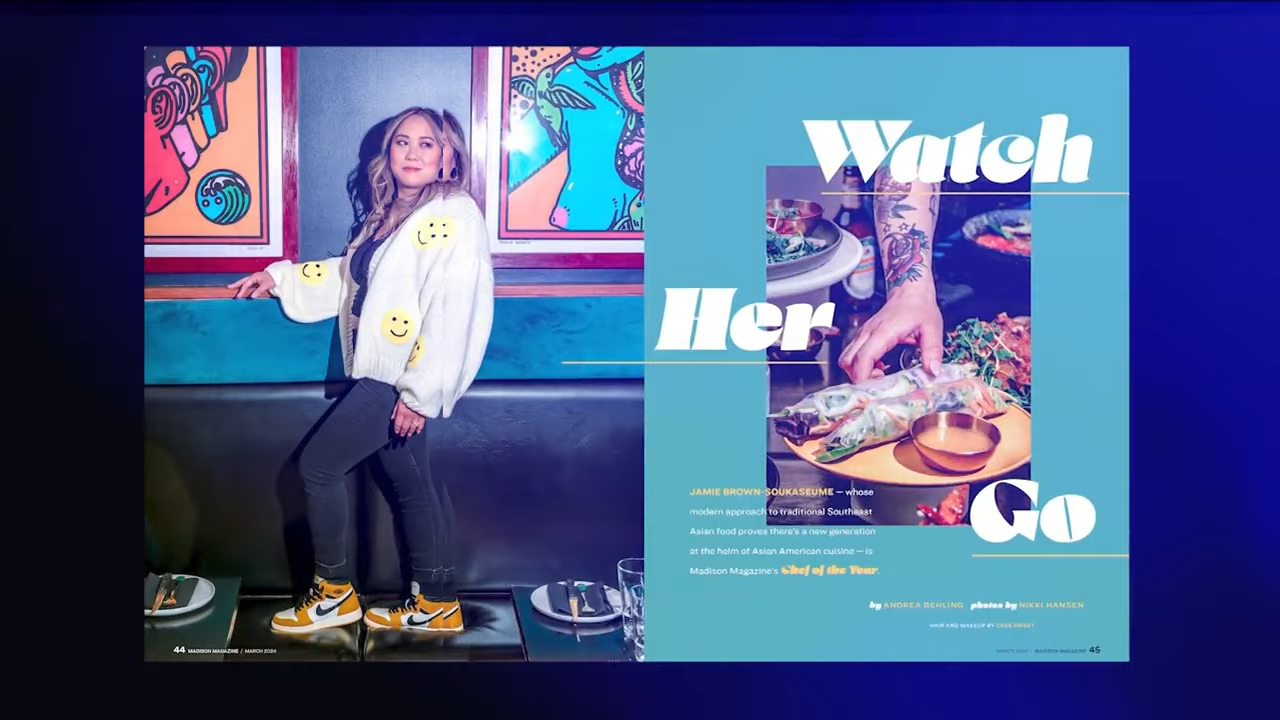 Watch
Her
Go
JAMIE BROWN-SOUKASEUME — whose
modern approach to traditional Southeast
Asian food proves there's a new generation
at the helm of Asian American cuisine — is
Madison Magazine's Chef of the Year.
by ANDREA BEHLING photos by NIKKI HANSEN
HAIR AND MAKEUP BY
44 MADISON MAGAZINE / MARCH 2024
MARCH 2024 / MADISON MAGAZINE 45